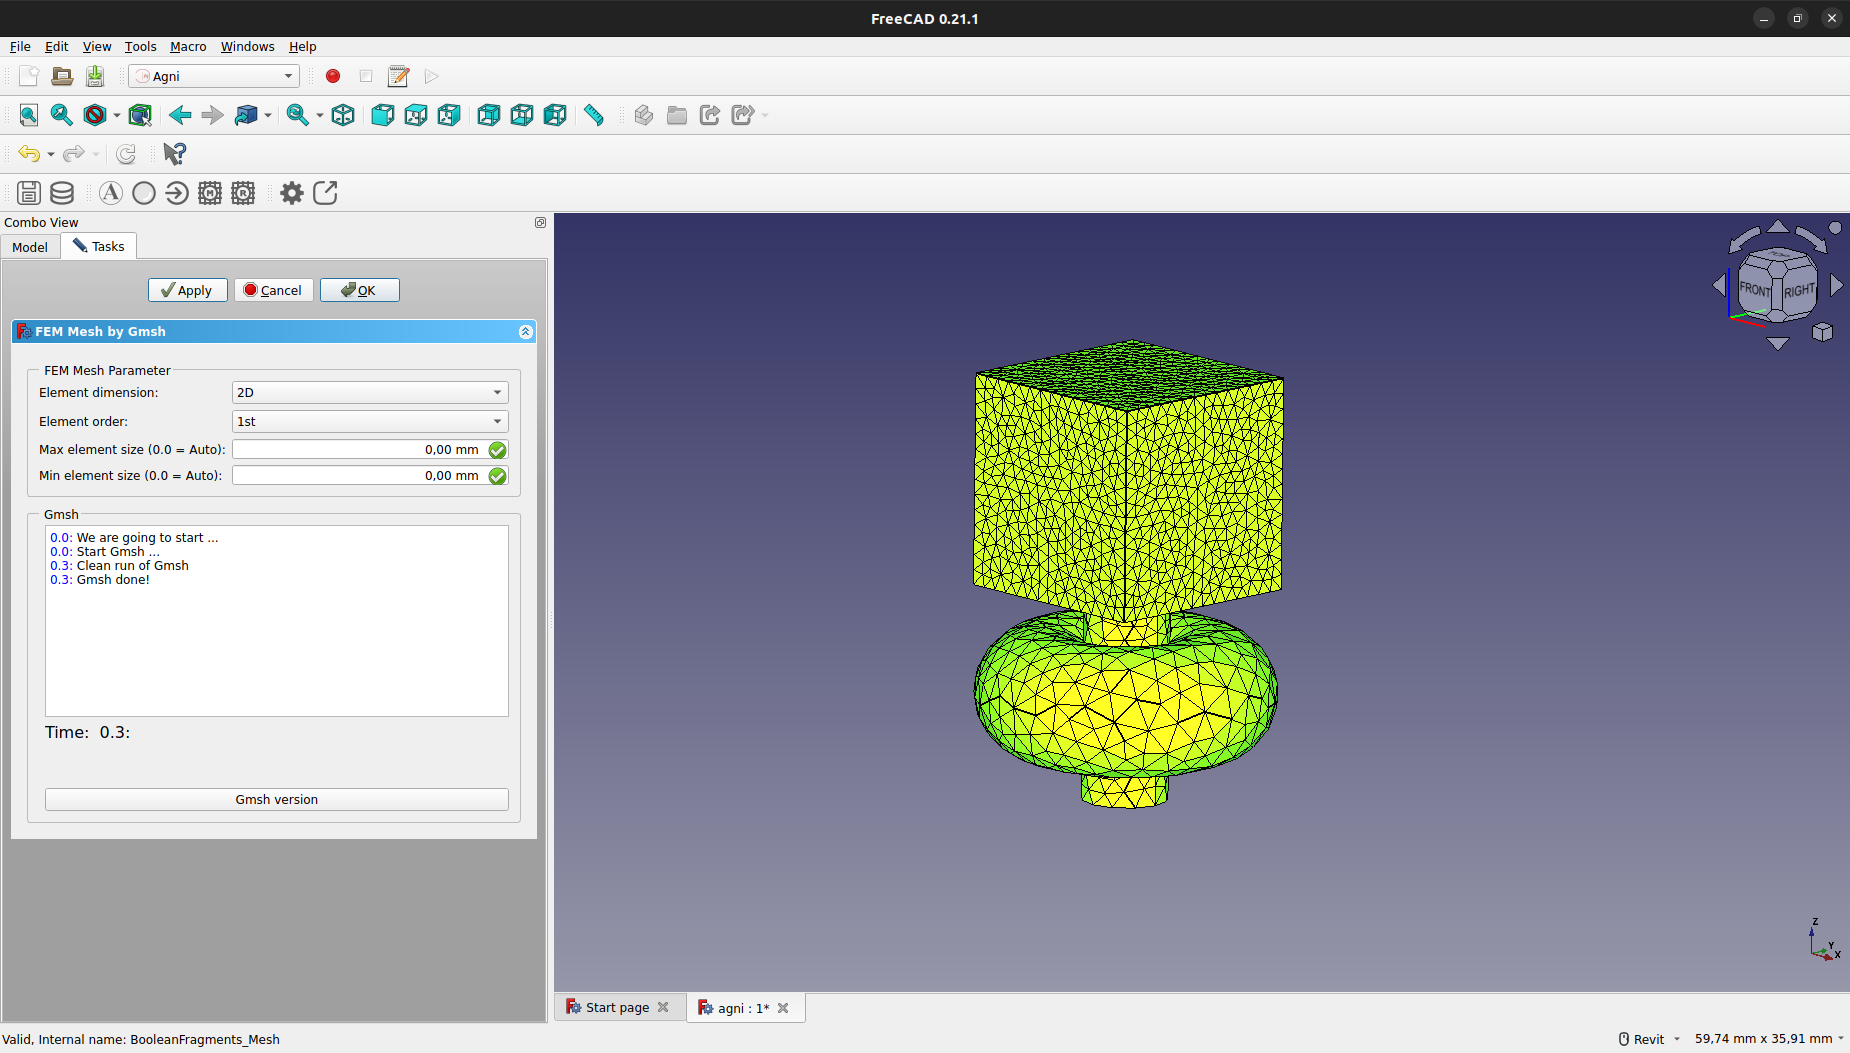 FreeCAD 0.21.1
File Edit View Tools Macro Windows Help
Agni
Combo View
Model Tasks
Apply Cancel OK
FEM Mesh by Gmsh
FEM Mesh Parameter
Element dimension: 2D
Element order: 1st
Max element size (0.0 = Auto): 0,00 mm
Min element size (0.0 = Auto): 0,00 mm
Gmsh
0.0: We are going to start ...
0.0: Start Gmsh ...
0.3: Clean run of Gmsh
0.3: Gmsh done!
Time: 0.3:
Gmsh version
TOP
FRONT RIGHT
Z
Y
X
Start page agni : 1*
Valid, Internal name: BooleanFragments_Mesh
Revit 59,74 mm x 35,91 mm